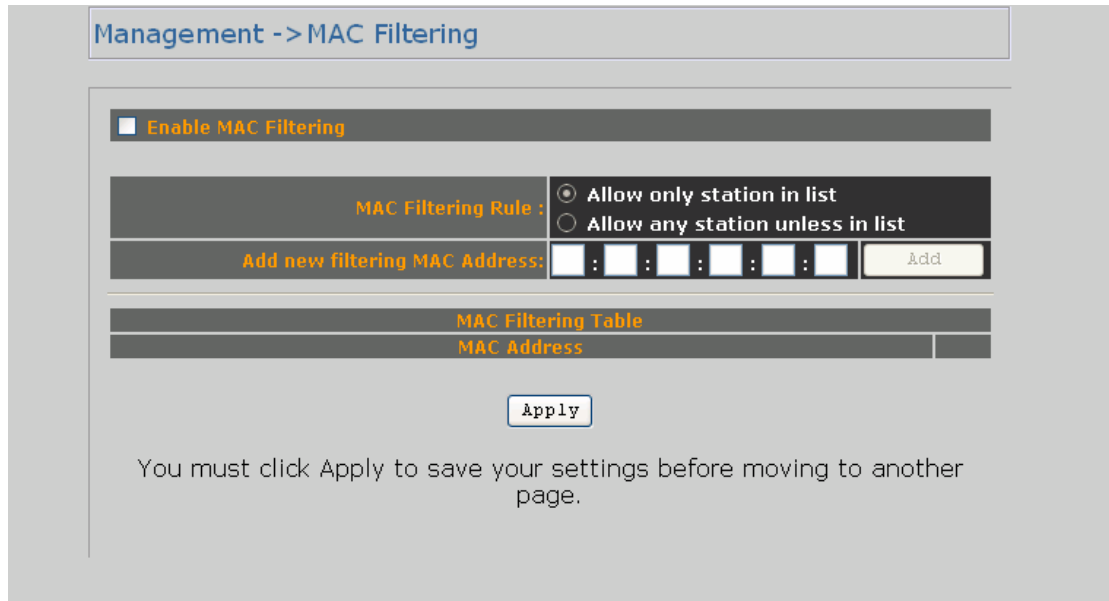 Management ->MAC Filtering
Enable MAC Filtering
MAC Filtering Rule :
Allow only station in list
Allow any station unless in list
Add new filtering MAC Address:
: : : : :
Add
MAC Filtering Table
MAC Address
Apply
You must click Apply to save your settings before moving to another
page.